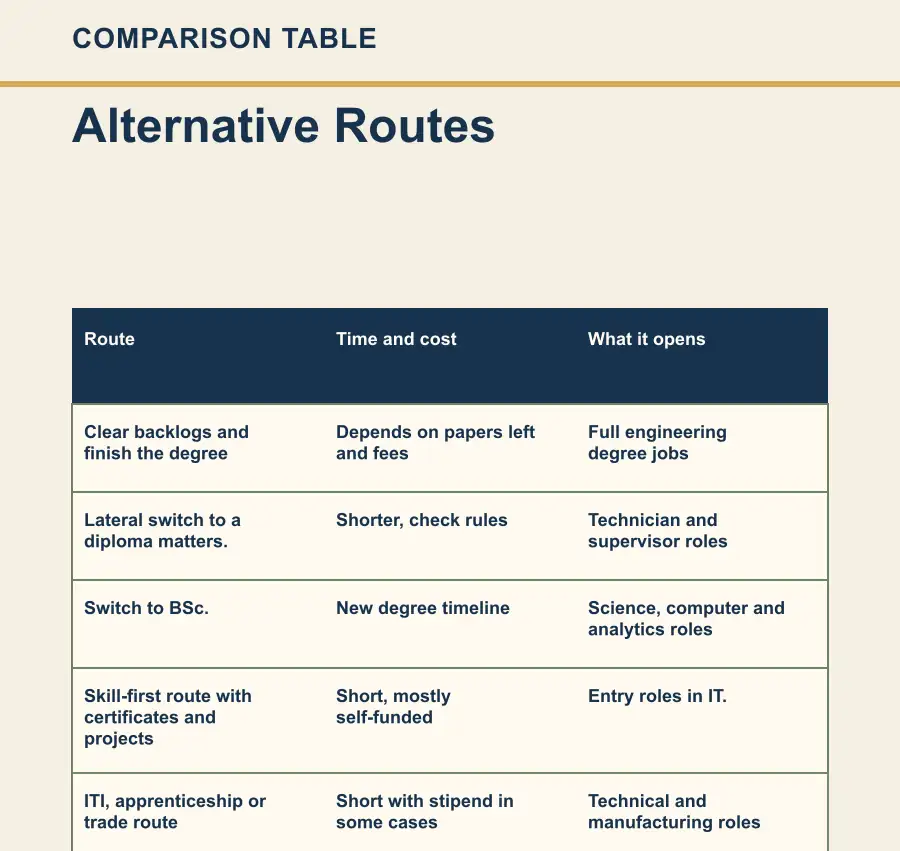 COMPARISON TABLE
Alternative Routes
Route
Time and cost
What it opens
Clear backlogs and
finish the degree
Depends on papers left
and fees
Full engineering
degree jobs
Lateral switch to a
diploma matters.
Shorter, check rules
Technician and
supervisor roles
Switch to BSc.
New degree timeline
Science, computer and
analytics roles
Skill-first route with
certificates and
projects
Short, mostly
self-funded
Entry roles in IT.
ITI, apprenticeship or
trade route
Short with stipend in
some cases
Technical and
manufacturing roles